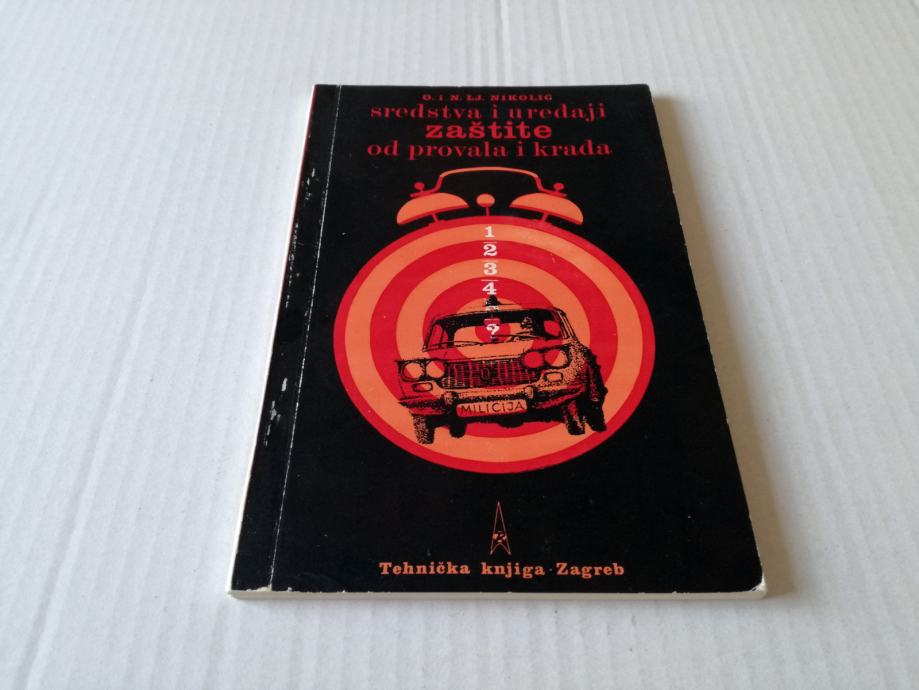 O. i N. LJ. NIKOLIĆ
sredstva i uređaji
zaštite
od provala i krađa
1
2
3
4
?
MILICIJA
Tehnička knjiga · Zagreb